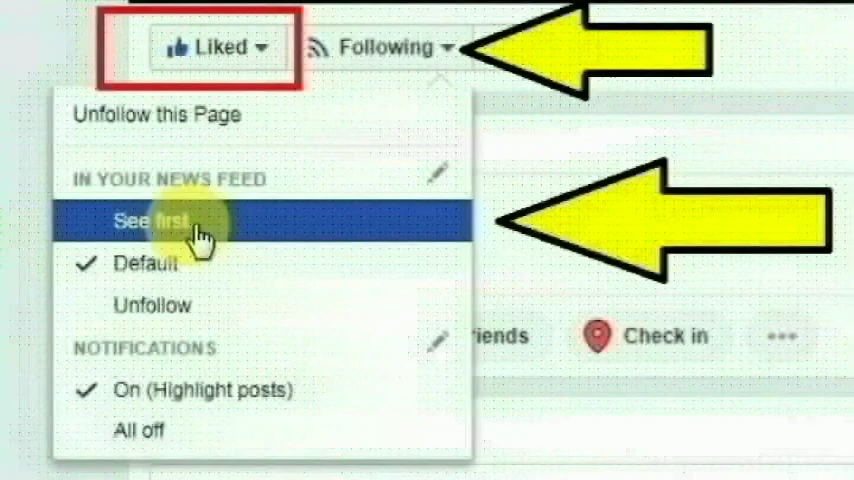 Liked Following
Unfollow this Page
IN YOUR NEWS FEED
See first
Default
Unfollow
riends Check in
NOTIFICATIONS
On (Highlight posts)
All off